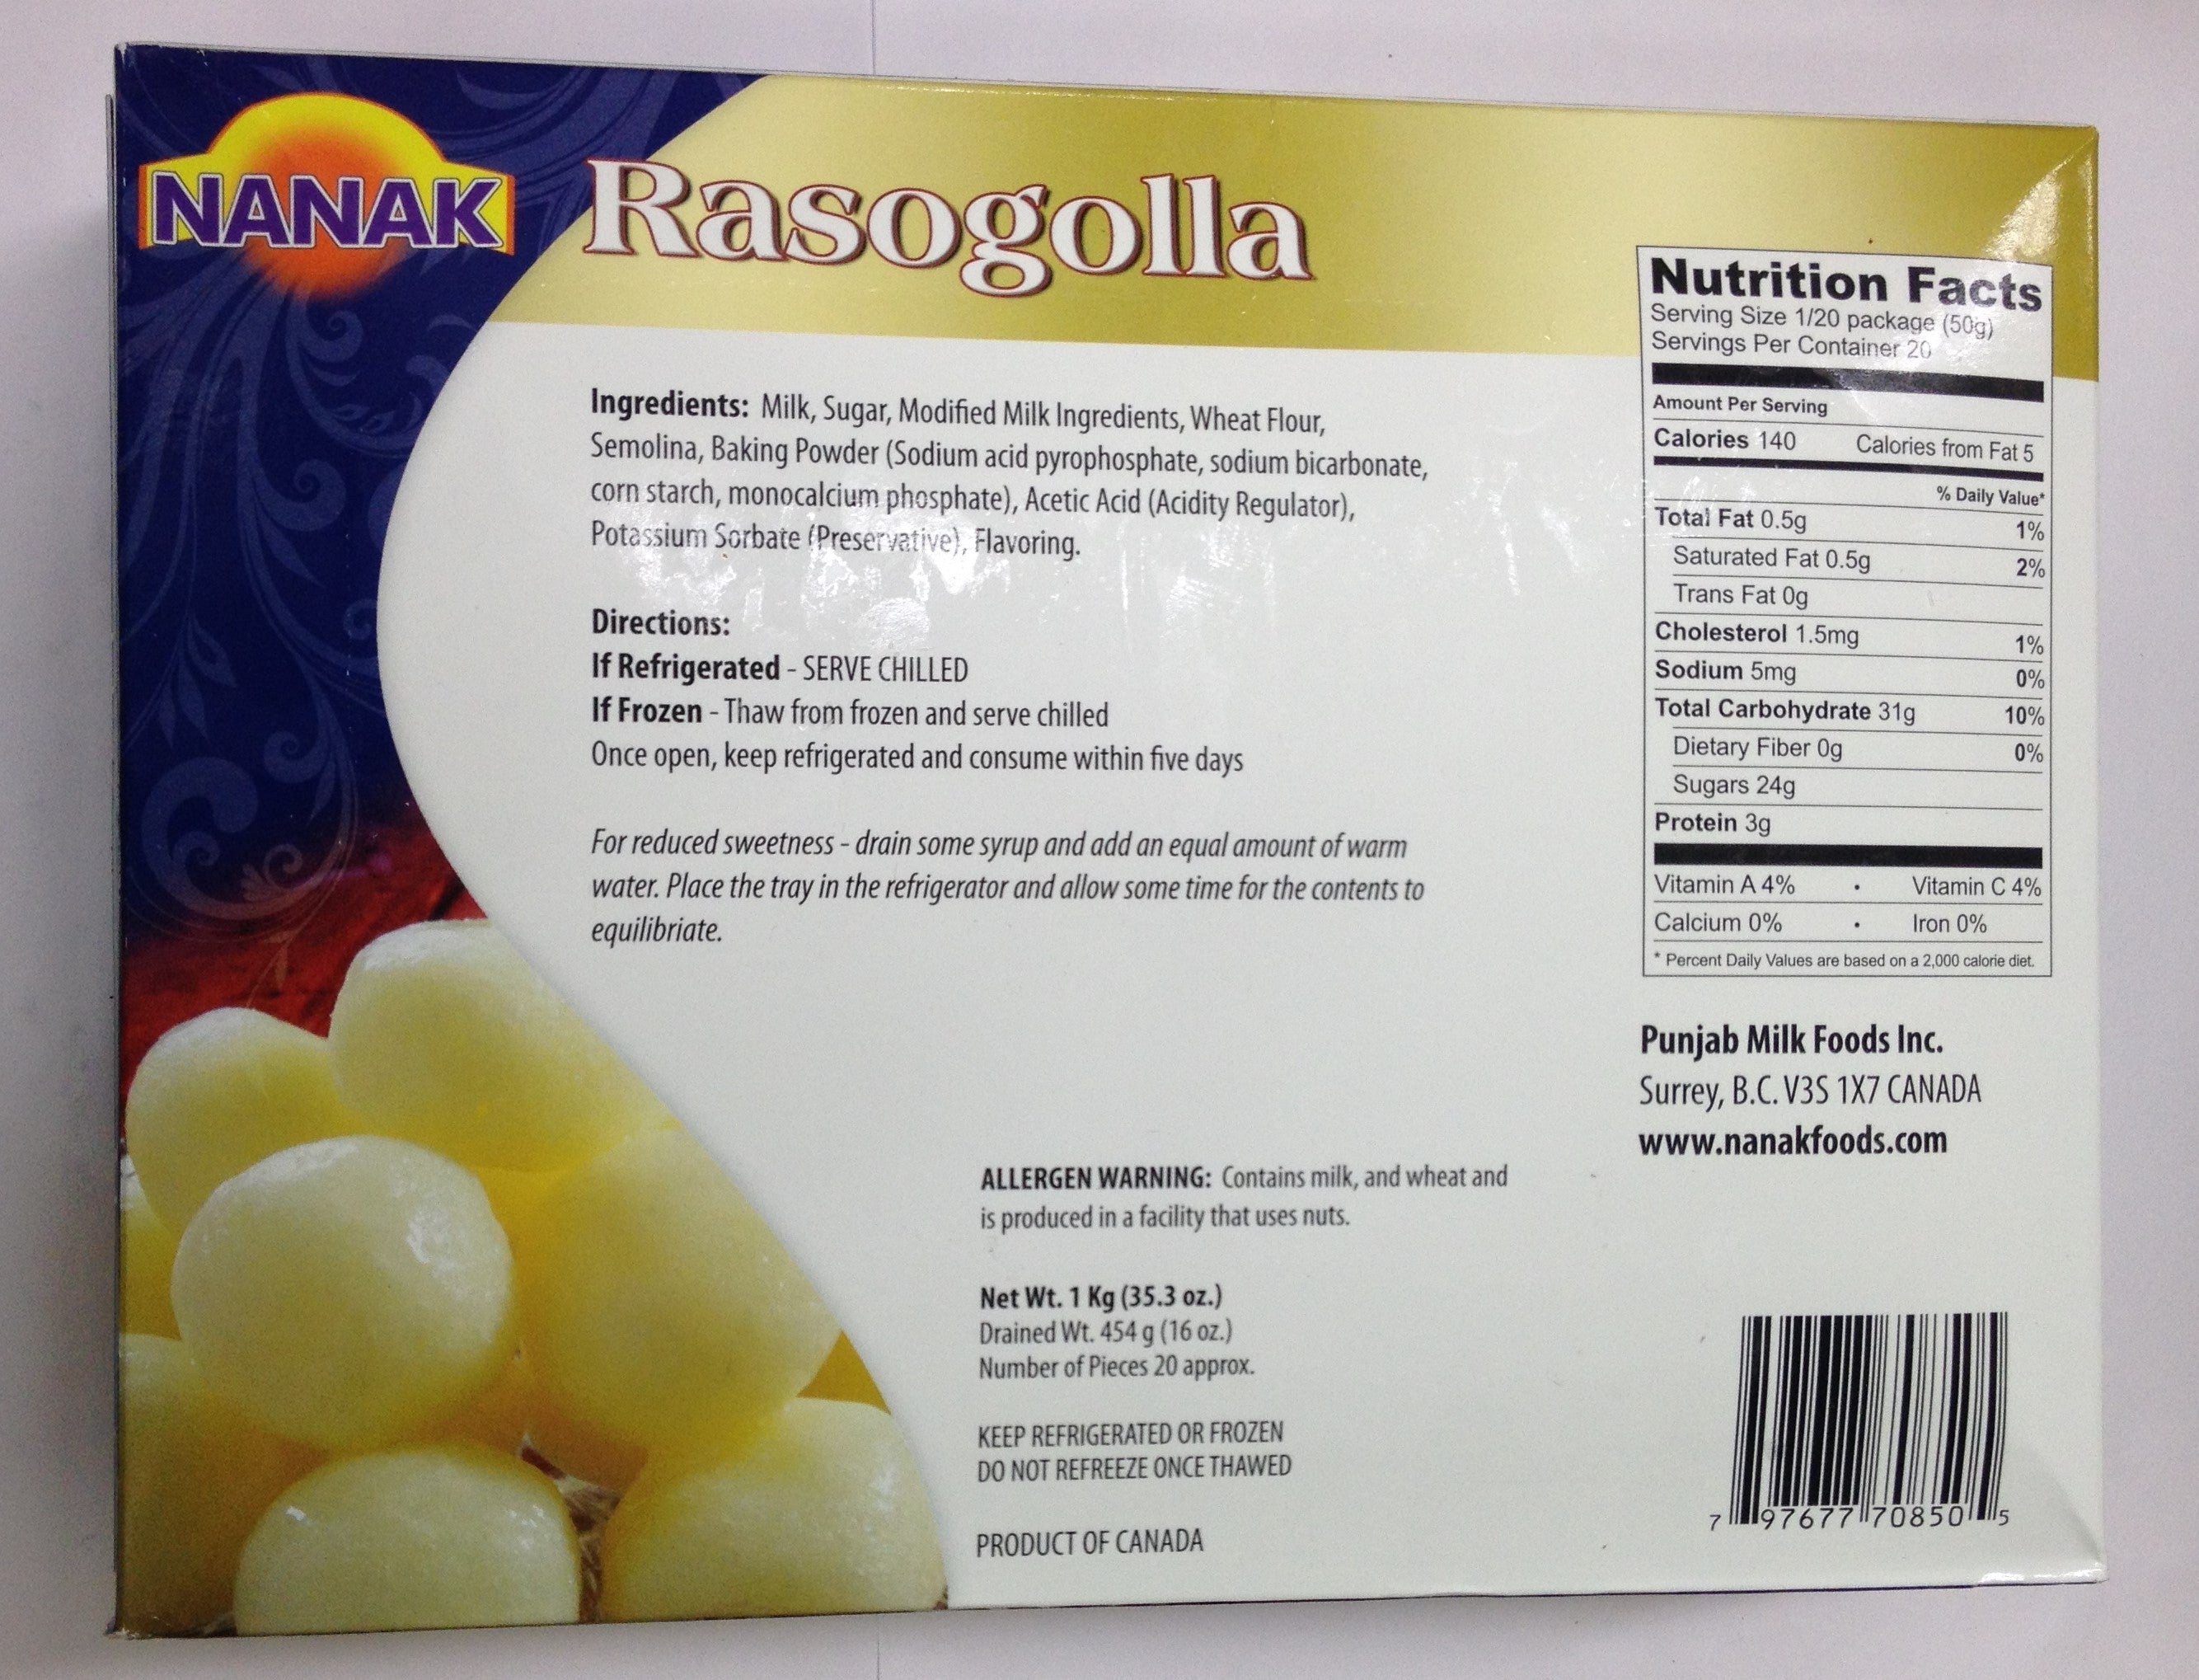 NANAK
Rasogolla
Ingredients: Milk, Sugar, Modified Milk Ingredients, Wheat Flour,
Semolina, Baking Powder (Sodium acid pyrophosphate, sodium bicarbonate,
corn starch, monocalcium phosphate), Acetic Acid (Acidity Regulator),
Potassium Sorbate (Preservative), Flavoring.
Directions:
If Refrigerated - SERVE CHILLED
If Frozen - Thaw from frozen and serve chilled
Once open, keep refrigerated and consume within five days
For reduced sweetness - drain some syrup and add an equal amount of warm
water. Place the tray in the refrigerator and allow some time for the contents to
equilibriate.
ALLERGEN WARNING: Contains milk, and wheat and
is produced in a facility that uses nuts.
Net Wt. 1 Kg (35.3 oz.)
Drained Wt. 454 g (16 oz.)
Number of Pieces 20 approx.
KEEP REFRIGERATED OR FROZEN
DO NOT REFREEZE ONCE THAWED
PRODUCT OF CANADA
Nutrition Facts
Serving Size 1/20 package (50g)
Servings Per Container 20
Amount Per Serving
Calories 140 Calories from Fat 5
% Daily Value*
Total Fat 0.5g 1%
Saturated Fat 0.5g 2%
Trans Fat 0g
Cholesterol 1.5mg 1%
Sodium 5mg 0%
Total Carbohydrate 31g 10%
Dietary Fiber 0g 0%
Sugars 24g
Protein 3g
Vitamin A 4% • Vitamin C 4%
Calcium 0% • Iron 0%
* Percent Daily Values are based on a 2,000 calorie diet.
Punjab Milk Foods Inc.
Surrey, B.C. V3S 1X7 CANADA
www.nanakfoods.com
7 97677 70850 5